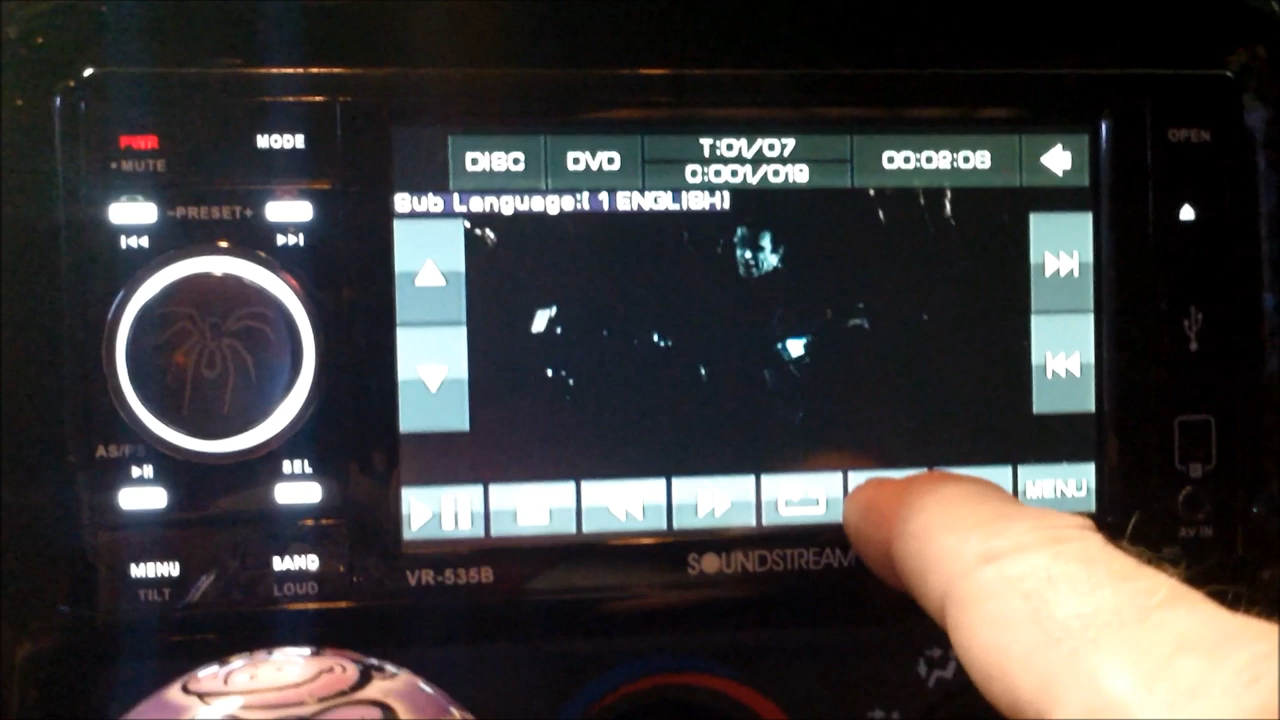 PWR
MUTE
MODE
-PRESET+
AS/PS
SEL
MENU
TILT
BAND
LOUD
DISC
DVD
T:01/07
C:001/019
00:02:08
Sub Language:[ 1 ENGLISH]
MENU
VR-535B
SOUNDSTREAM
OPEN
AV IN